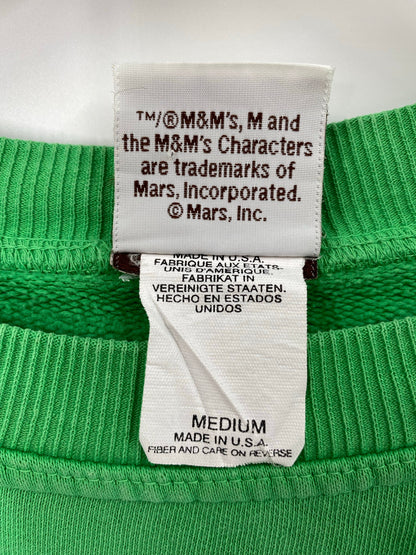 ™/®M&M's, M and
the M&M's Characters
are trademarks of
Mars, Incorporated.
© Mars, Inc.
MADE IN U.S.A.
FABRIQUE AUX ETATS
UNIS D'AMERIQUE.
FABRIKAT IN
VEREINIGTE STAATEN.
HECHO EN ESTADOS
UNIDOS
MEDIUM
MADE IN U.S.A.
FIBER AND CARE ON REVERSE